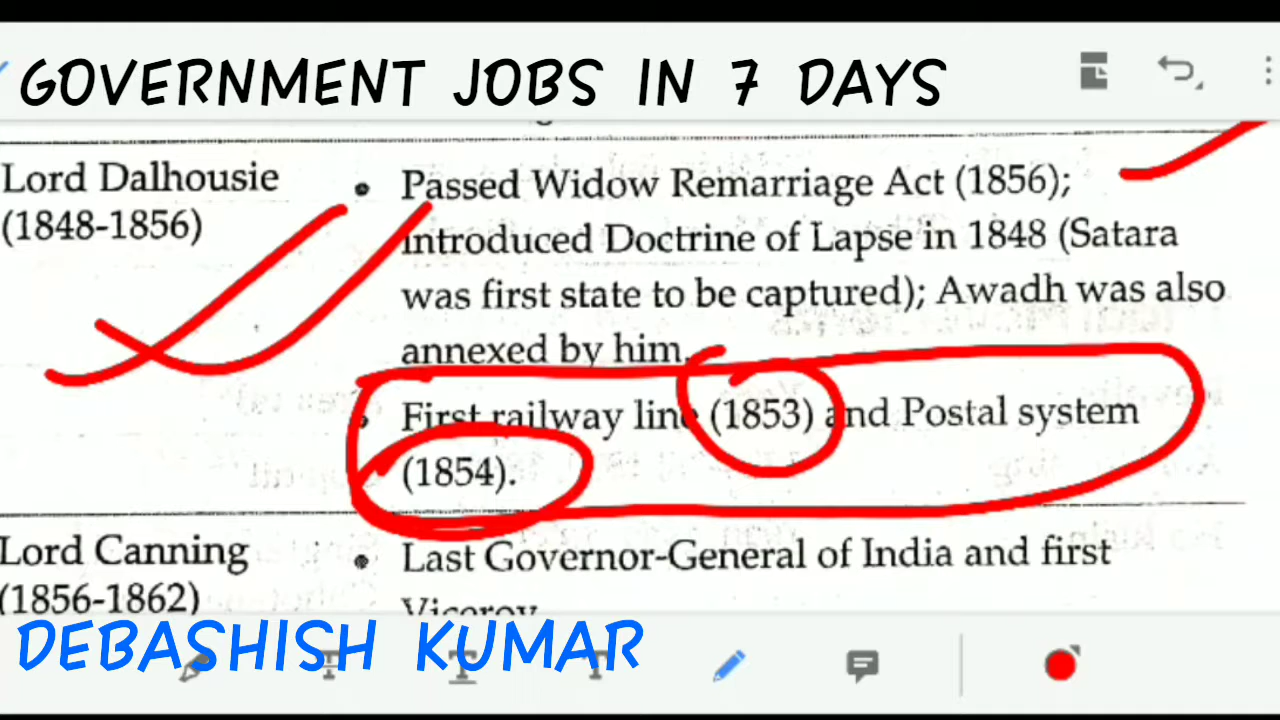 GOVERNMENT JOBS IN 7 DAYS
Lord Dalhousie
(1848-1856)
• Passed Widow Remarriage Act (1856);
introduced Doctrine of Lapse in 1848 (Satara
was first state to be captured); Awadh was also
annexed by him.
• First railway line (1853) and Postal system
(1854).
Lord Canning
(1856-1862)
• Last Governor-General of India and first
Viceroy
DEBASHISH KUMAR